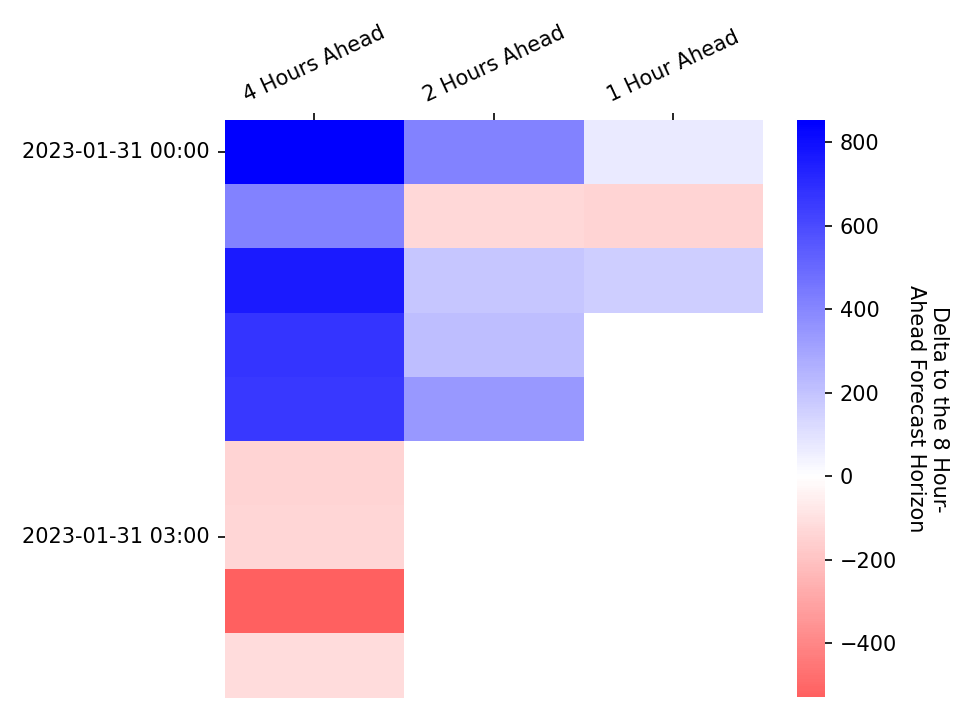 4 Hours Ahead
2 Hours Ahead
1 Hour Ahead
2023-01-31 00:00
2023-01-31 03:00
800
600
400
200
0
−200
−400
Delta to the 8 Hour-
Ahead Forecast Horizon